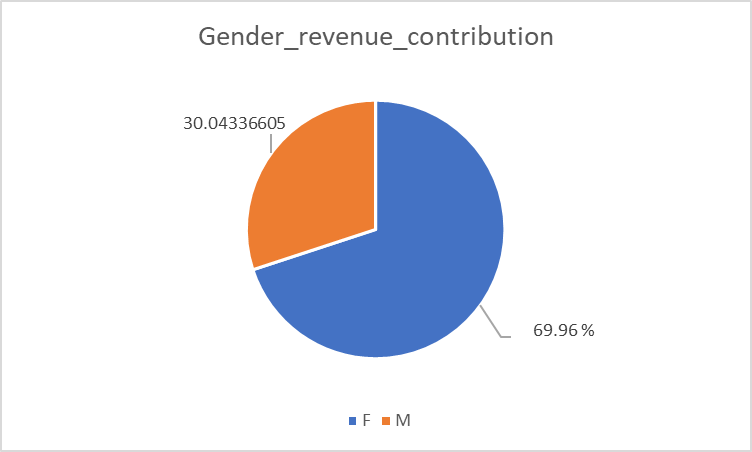 Gender_revenue_contribution
30.04336605
69.96 %
F M